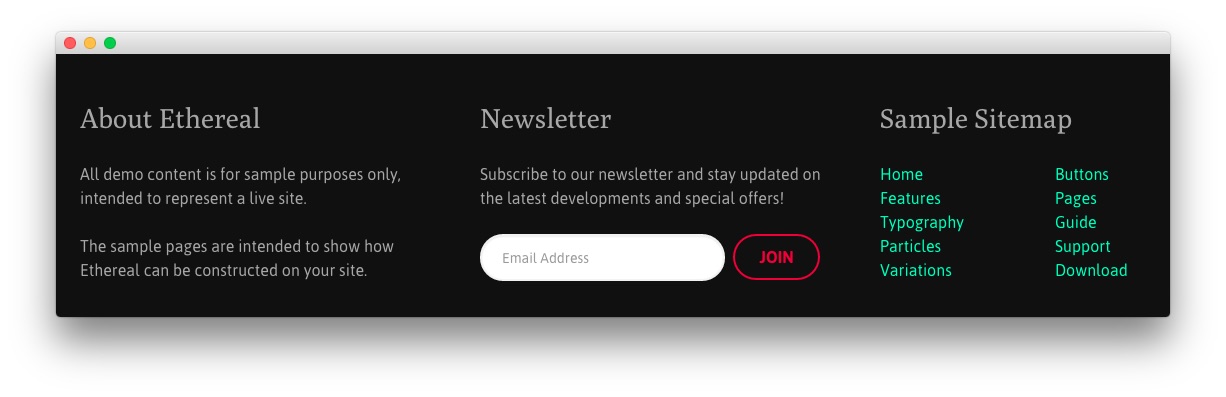 About Ethereal
All demo content is for sample purposes only,
intended to represent a live site.
The sample pages are intended to show how
Ethereal can be constructed on your site.
Newsletter
Subscribe to our newsletter and stay updated on
the latest developments and special offers!
Email Address
JOIN
Sample Sitemap
Home
Features
Typography
Particles
Variations
Buttons
Pages
Guide
Support
Download